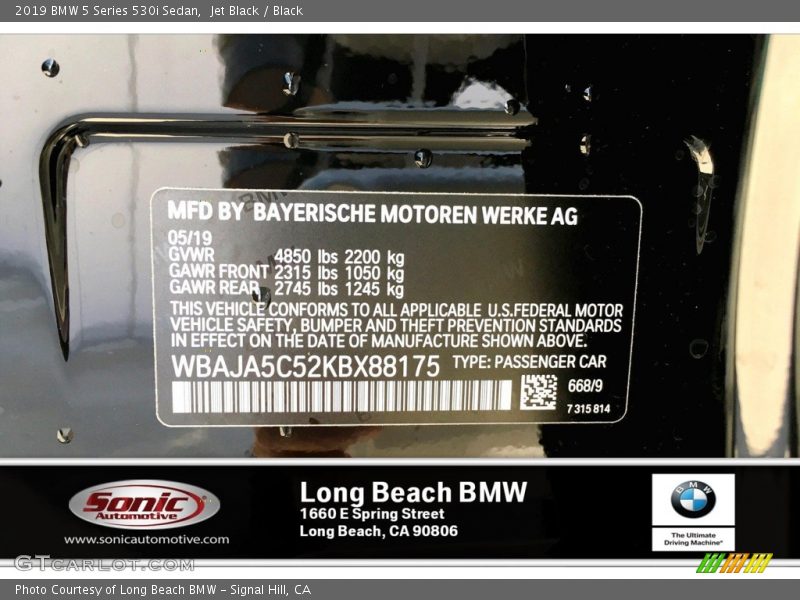 2019 BMW 5 Series 530i Sedan, Jet Black / Black
MFD BY BAYERISCHE MOTOREN WERKE AG
05/19
GVWR 4850 lbs 2200 kg
GAWR FRONT 2315 lbs 1050 kg
GAWR REAR 2745 lbs 1245 kg
THIS VEHICLE CONFORMS TO ALL APPLICABLE U.S.FEDERAL MOTOR
VEHICLE SAFETY, BUMPER AND THEFT PREVENTION STANDARDS
IN EFFECT ON THE DATE OF MANUFACTURE SHOWN ABOVE.
WBAJA5C52KBX88175 TYPE: PASSENGER CAR
668/9
7 315 814
Sonic
Automotive
www.sonicautomotive.com
Long Beach BMW
1660 E Spring Street
Long Beach, CA 90806
BMW
The Ultimate
Driving Machine®
GTcarlot.com
Photo Courtesy of Long Beach BMW – Signal Hill, CA